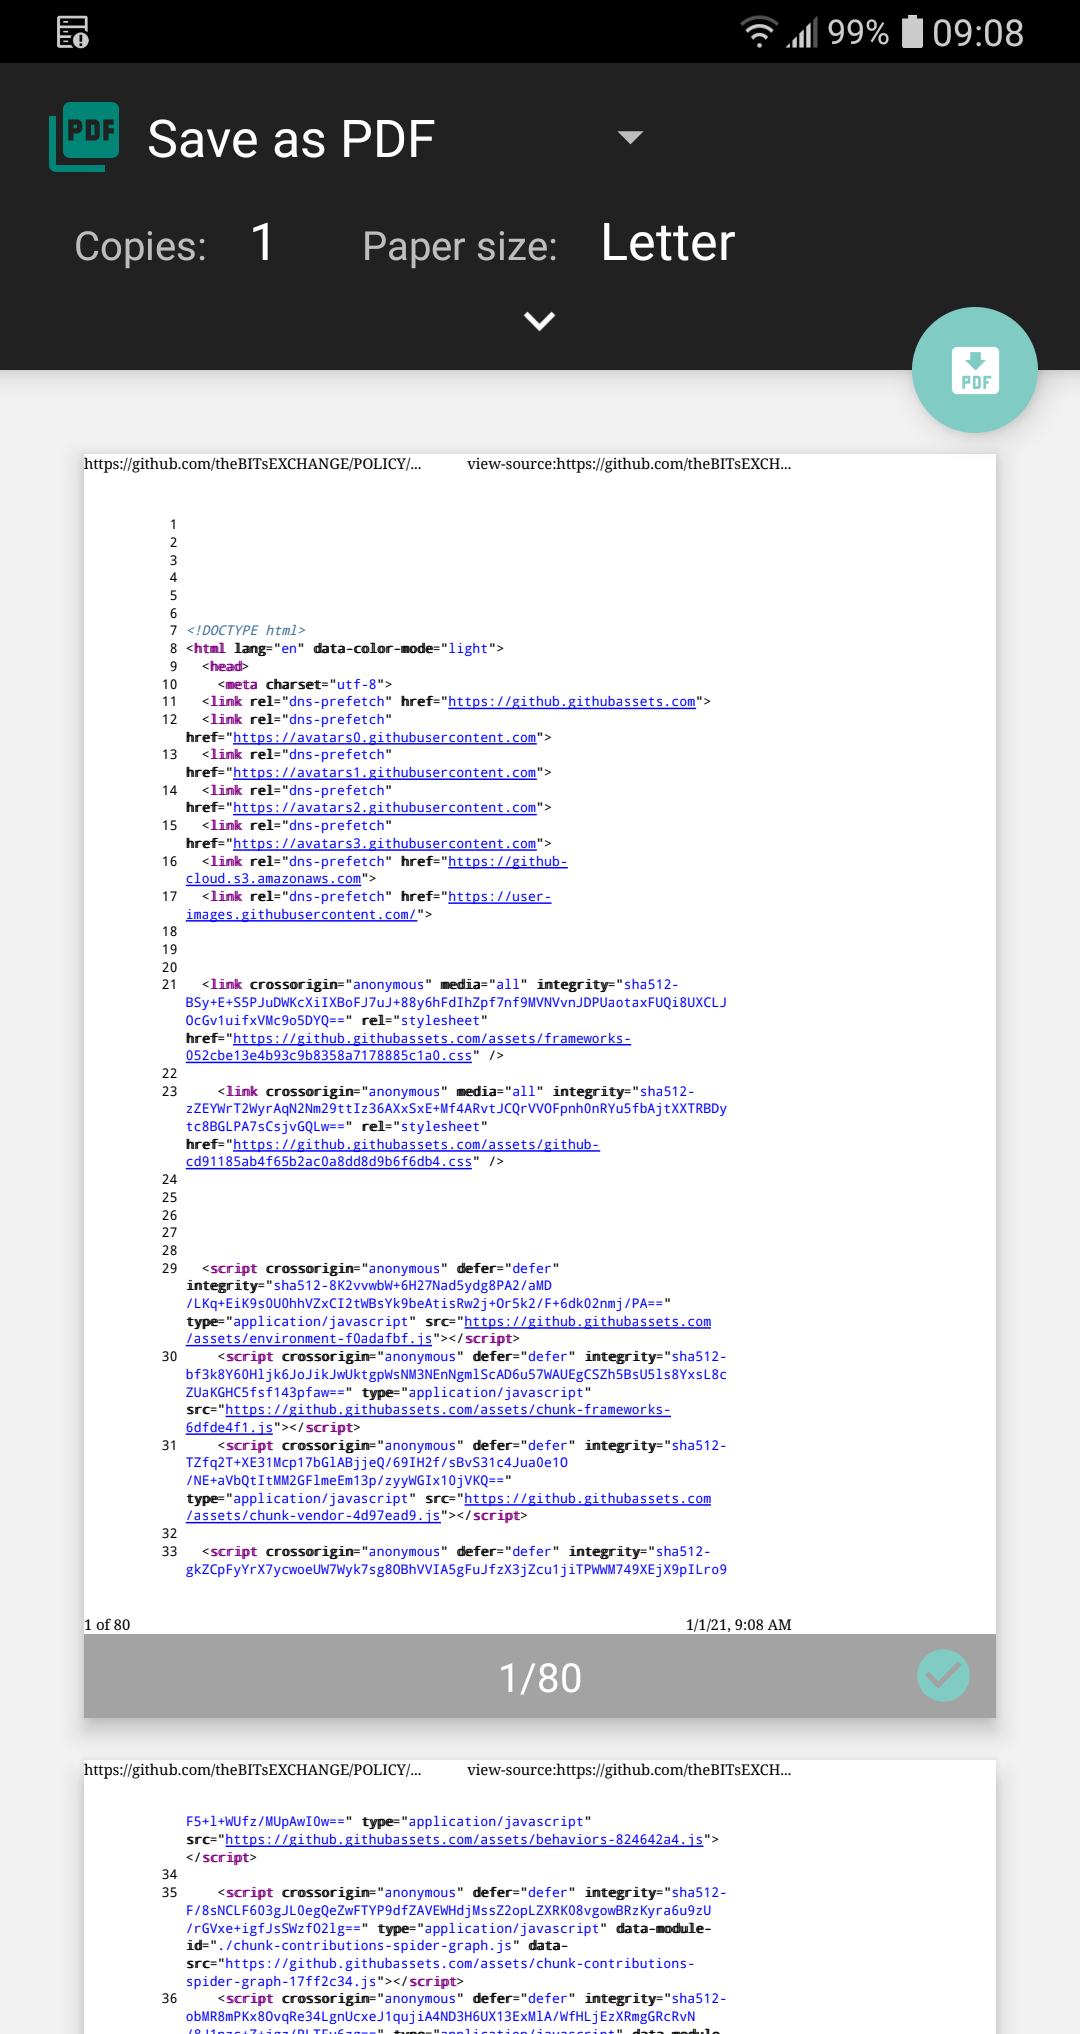 99% 09:08
PDF Save as PDF
Copies: 1 Paper size: Letter
PDF
https://github.com/theBITsEXCHANGE/POLICY/... view-source:https://github.com/theBITsEXCH...
1
2
3
4
5
6
7 <!DOCTYPE html>
8 <html lang="en" data-color-mode="light">
9 <head>
10 <meta charset="utf-8">
11 <link rel="dns-prefetch" href="https://github.githubassets.com">
12 <link rel="dns-prefetch"
href="https://avatars0.githubusercontent.com">
13 <link rel="dns-prefetch"
href="https://avatars1.githubusercontent.com">
14 <link rel="dns-prefetch"
href="https://avatars2.githubusercontent.com">
15 <link rel="dns-prefetch"
href="https://avatars3.githubusercontent.com">
16 <link rel="dns-prefetch" href="https://github-
cloud.s3.amazonaws.com">
17 <link rel="dns-prefetch" href="https://user-
images.githubusercontent.com/">
18
19
20
21 <link crossorigin="anonymous" media="all" integrity="sha512-
BSy+E+S5PJuDWKcXiIXBoFJ7uJ+88y6hFdIhZpf7nf9MVNVvnJDPUaotaxFUQi8UXCLJ
OcGv1uifxVMc9o5DYQ==" rel="stylesheet"
href="https://github.githubassets.com/assets/frameworks-
052cbe13e4b93c9b8358a7178885c1a0.css" />
22
23 <link crossorigin="anonymous" media="all" integrity="sha512-
zZEYWrT2WyrAqN2Nm29ttIz36AXxSxE+Mf4ARvtJCQrVVOFpnh0nRYu5fbAjtXXTRBDy
tc8BGLPA7sCsjvGQLw==" rel="stylesheet"
href="https://github.githubassets.com/assets/github-
cd91185ab4f65b2ac0a8dd8d9b6f6db4.css" />
24
25
26
27
28
29 <script crossorigin="anonymous" defer="defer"
integrity="sha512-8K2vvwbW+6H27Nad5ydg8PA2/aMD
/LKq+EiK9sOU0hhVZxCI2tWBsYk9beAtisRw2j+Or5k2/F+6dk02nmj/PA=="
type="application/javascript" src="https://github.githubassets.com
/assets/environment-f0adafbf.js"></script>
30 <script crossorigin="anonymous" defer="defer" integrity="sha512-
bf3k8Y60Hljk6JoJikJwUktgpWsNM3NEnNgmlScAD6u57WAUEgCSZh5BsU5ls8YxsL8c
ZUaKGHC5fsf143pfaw==" type="application/javascript"
src="https://github.githubassets.com/assets/chunk-frameworks-
6dfde4f1.js"></script>
31 <script crossorigin="anonymous" defer="defer" integrity="sha512-
TZfq2T+XE31Mcp17bGlABjjeQ/69IH2f/sBvS31c4Jua0e1O
/NE+aVbQtItMM2GFlmeEm13p/zyyWGIx10jVKQ=="
type="application/javascript" src="https://github.githubassets.com
/assets/chunk-vendor-4d97ead9.js"></script>
32
33 <script crossorigin="anonymous" defer="defer" integrity="sha512-
gkZCpFyYrX7ycwoeUW7Wyk7sg8OBhVVIA5gFuJfzX3jZcu1jiTPWWM749XEjX9pILro9
1 of 80 1/1/21, 9:08 AM
1/80
https://github.com/theBITsEXCHANGE/POLICY/... view-source:https://github.com/theBITsEXCH...
F5+l+WUfz/MUpAwI0w==" type="application/javascript"
src="https://github.githubassets.com/assets/behaviors-824642a4.js">
</script>
34
35 <script crossorigin="anonymous" defer="defer" integrity="sha512-
F/8sNCLF603gJL0egQeZwFTYP9dfZAVEWHdjMssZ2opLZXRK08vgowBRzKyra6u9zU
/rGVxe+igfJsSWzfO2lg==" type="application/javascript" data-module-
id="./chunk-contributions-spider-graph.js" data-
src="https://github.githubassets.com/assets/chunk-contributions-
spider-graph-17ff2c34.js"></script>
36 <script crossorigin="anonymous" defer="defer" integrity="sha512-
obMR8mPKx8OvqRe34LgnUcxeJ1qujiA4ND3H6UX13ExMlA/WfHLjEzXRmgGRcRvN